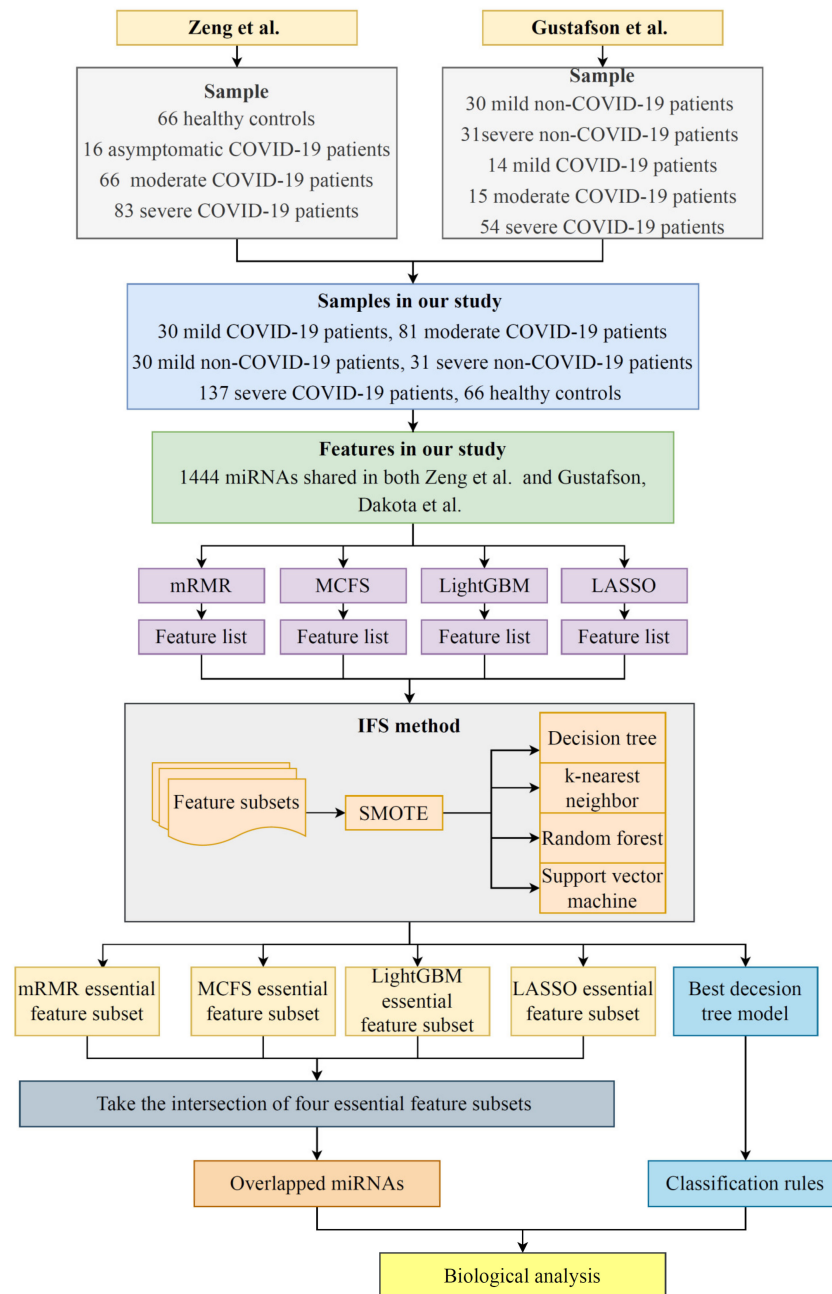 Zeng et al.
Gustafson et al.
Sample
66 healthy controls
16 asymptomatic COVID-19 patients
66 moderate COVID-19 patients
83 severe COVID-19 patients
Sample
30 mild non-COVID-19 patients
31severe non-COVID-19 patients
14 mild COVID-19 patients
15 moderate COVID-19 patients
54 severe COVID-19 patients
Samples in our study
30 mild COVID-19 patients, 81 moderate COVID-19 patients
30 mild non-COVID-19 patients, 31 severe non-COVID-19 patients
137 severe COVID-19 patients, 66 healthy controls
Features in our study
1444 miRNAs shared in both Zeng et al. and Gustafson,
Dakota et al.
mRMR
MCFS
LightGBM
LASSO
Feature list
Feature list
Feature list
Feature list
IFS method
Feature subsets
SMOTE
Decision tree
k-nearest
neighbor
Random forest
Support vector
machine
mRMR essential
feature subset
MCFS essential
feature subset
LightGBM
essential
feature subset
LASSO essential
feature subset
Best decesion
tree model
Take the intersection of four essential feature subsets
Overlapped miRNAs
Classification rules
Biological analysis